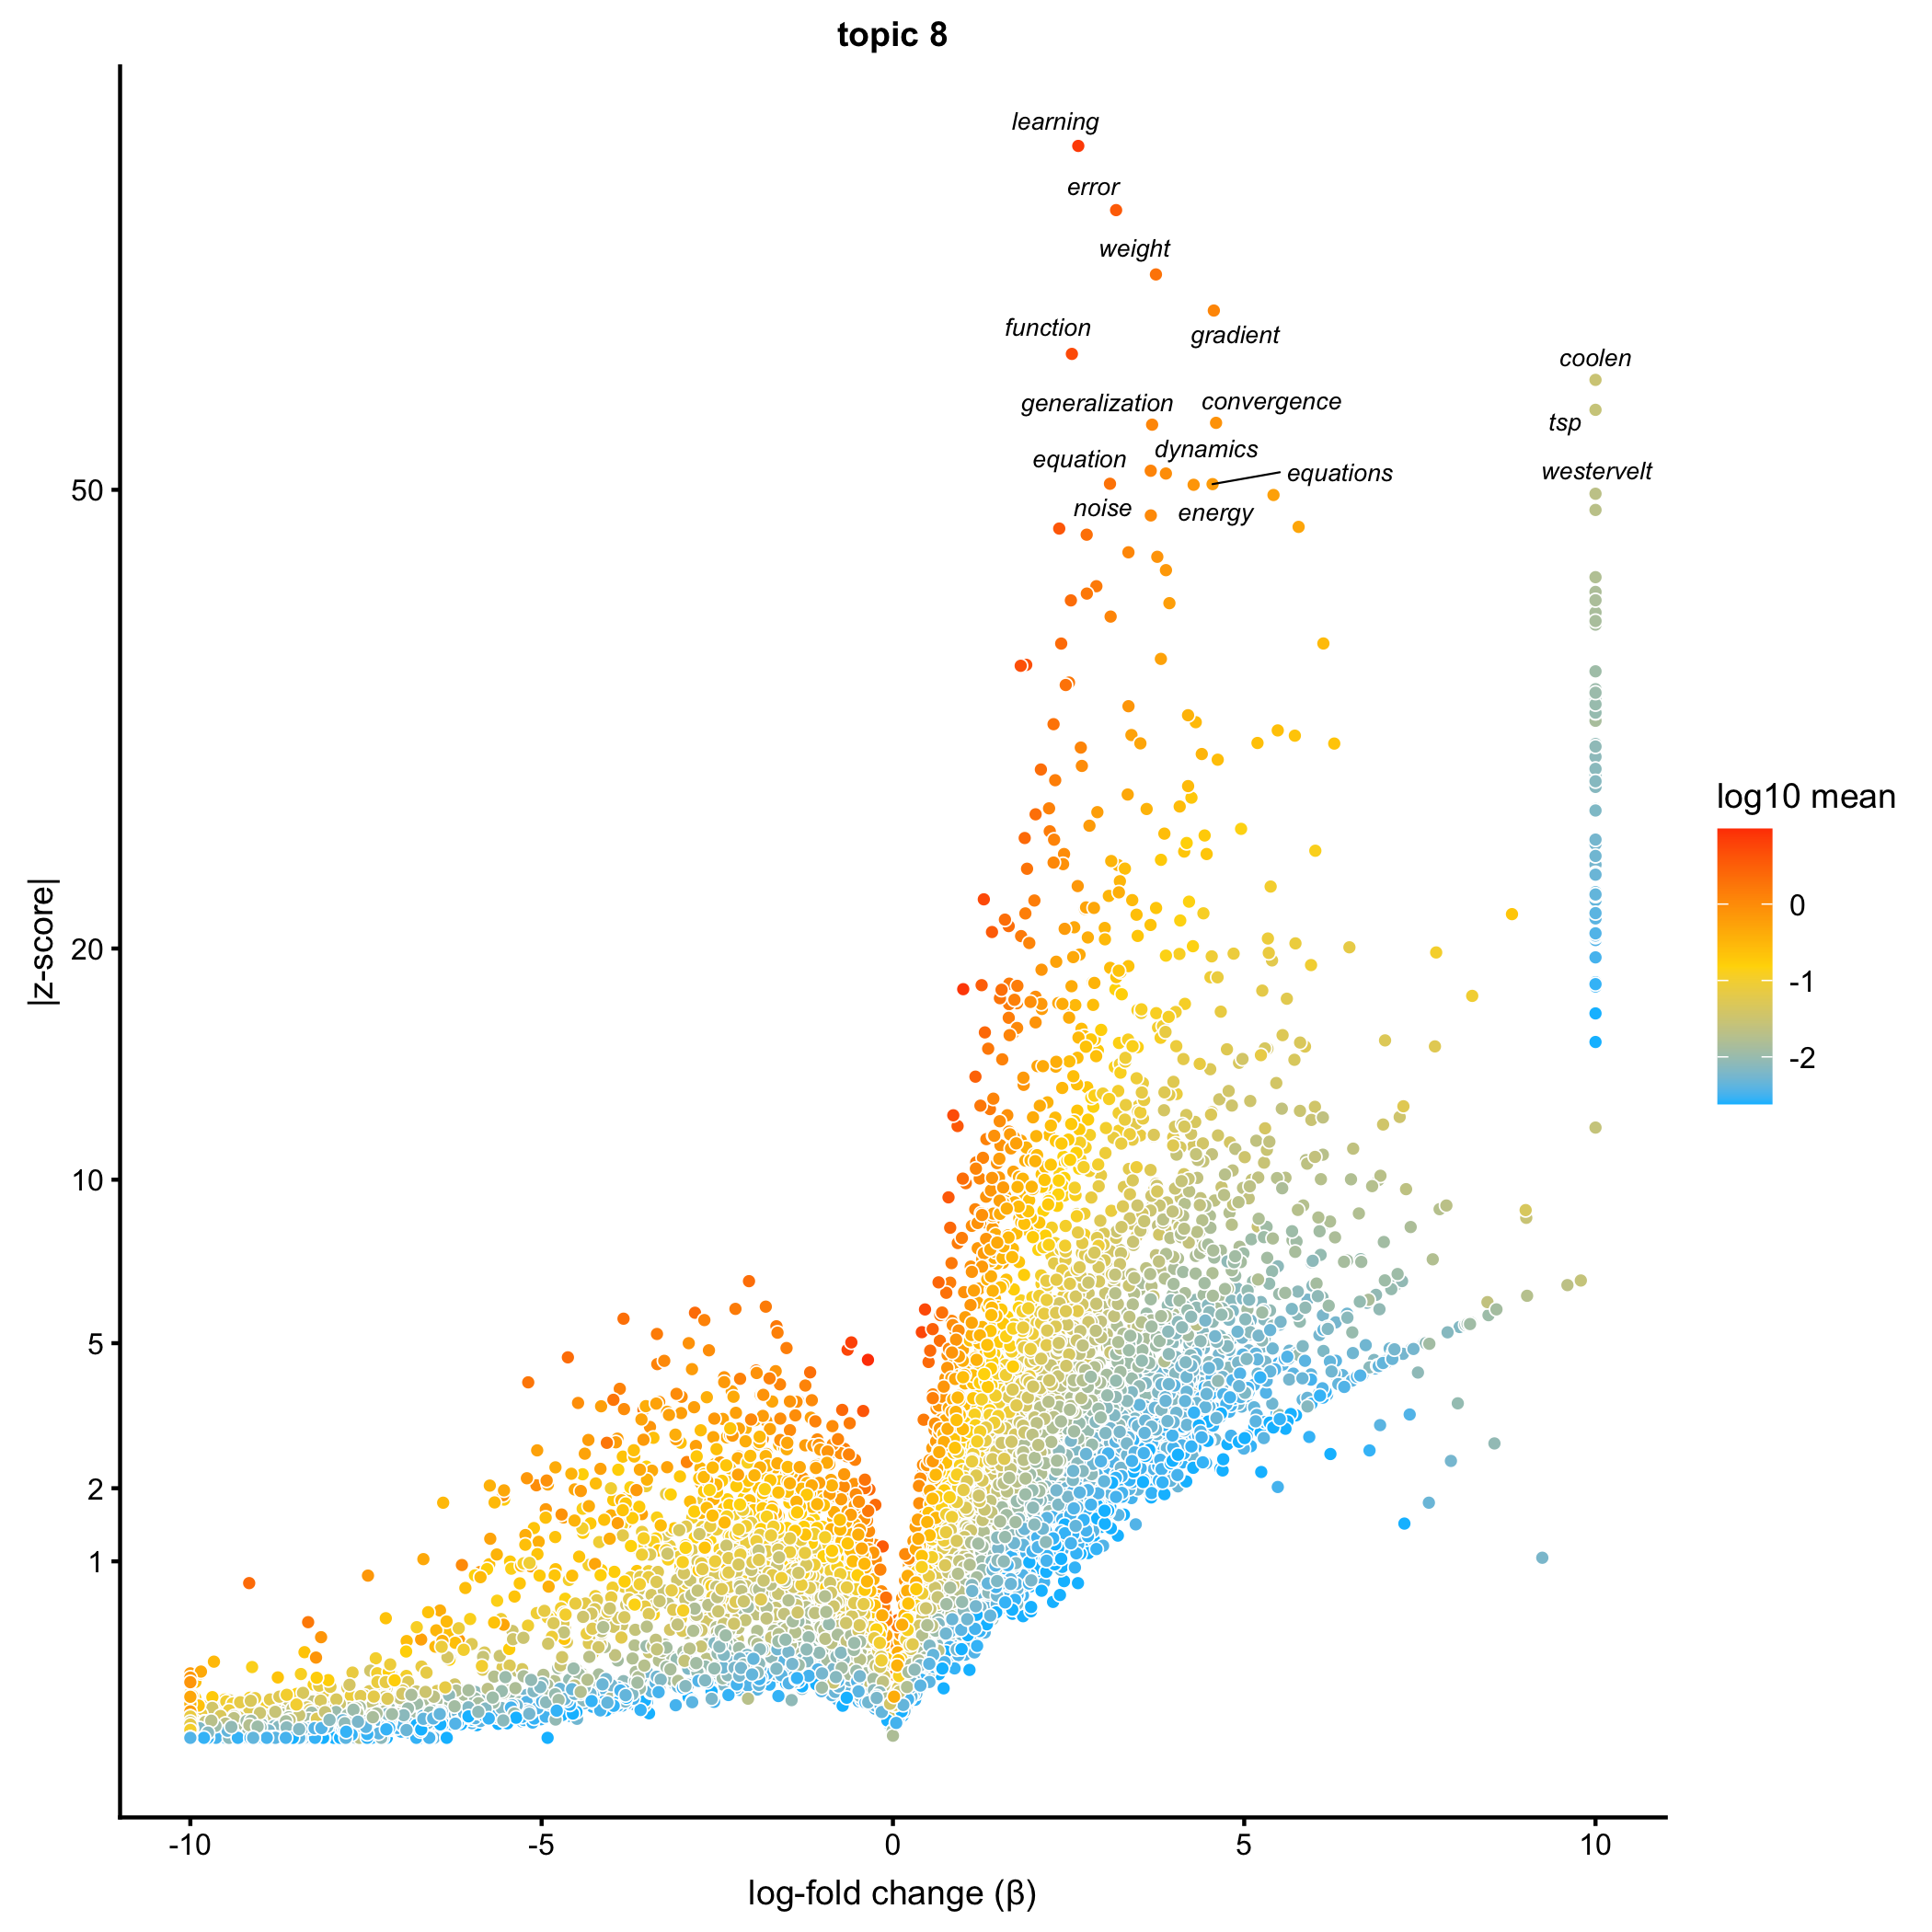 topic 8
learning
error
weight
gradient
function
coolen
generalization
convergence
tsp
dynamics
equation
equations
westervelt
noise
energy
50
20
10
5
2
1
|z-score|
-10
-5
0
5
10
log-fold change (β)
log10 mean
0
-1
-2